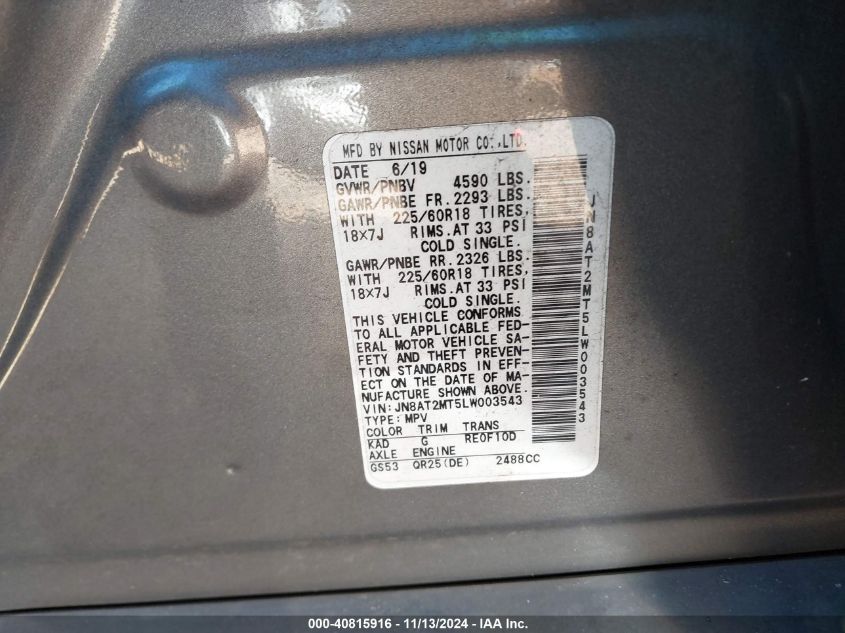 MFD BY NISSAN MOTOR CO.,LTD.
DATE 6/19
GVWR/PNBV 4590 LBS.
GAWR/PNBE FR. 2293 LBS.
WITH 225/60R18 TIRES,
18×7J RIMS.AT 33 PSI
COLD SINGLE.
GAWR/PNBE RR. 2326 LBS.
WITH 225/60R18 TIRES,
18×7J RIMS.AT 33 PSI
COLD SINGLE.
THIS VEHICLE CONFORMS
TO ALL APPLICABLE FED-
ERAL MOTOR VEHICLE SA-
FETY AND THEFT PREVEN-
TION STANDARDS IN EFF-
ECT ON THE DATE OF MA-
NUFACTURE SHOWN ABOVE.
VIN: JN8AT2MT5LW003543
TYPE: MPV
COLOR TRIM TRANS
KAD G RE0F10D
AXLE ENGINE
GS53 QR25(DE) 2488CC
JN8AT2MT5LW003543
000-40815916 - 11/13/2024 - IAA Inc.